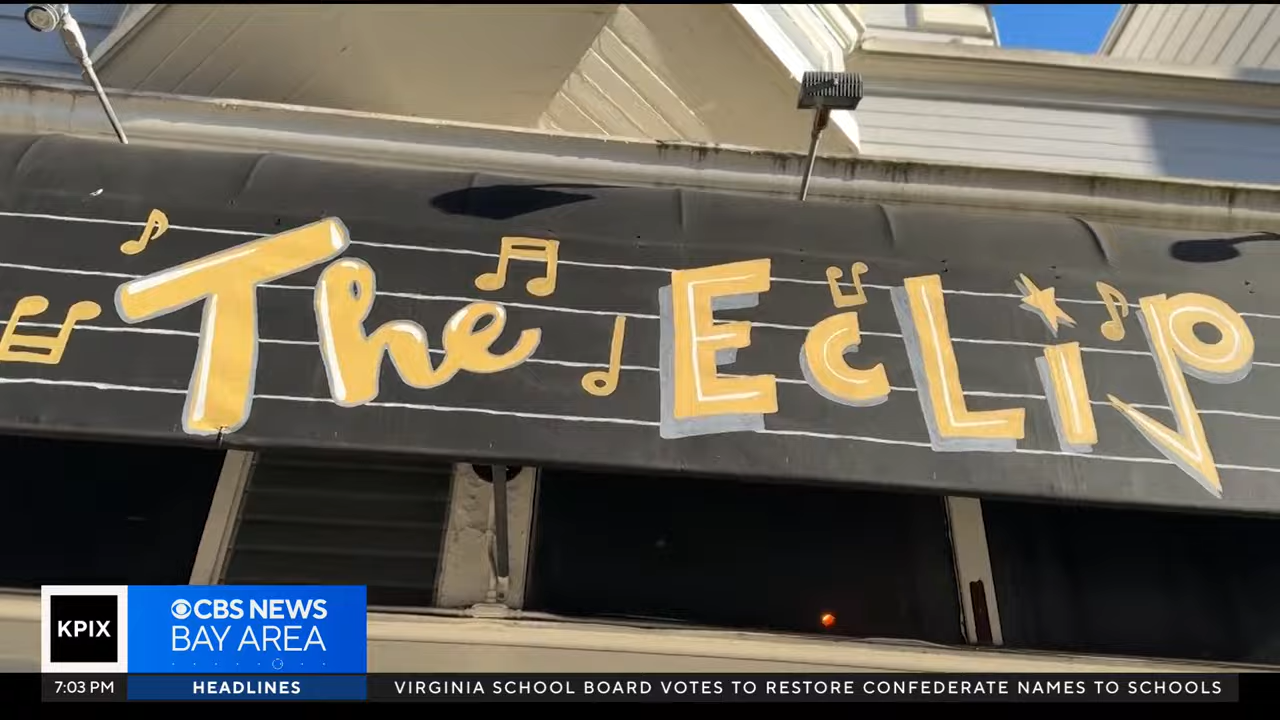 The EcLip
KPIX
CBS NEWS
BAY AREA
7:03 PM
HEADLINES
VIRGINIA SCHOOL BOARD VOTES TO RESTORE CONFEDERATE NAMES TO SCHOOLS